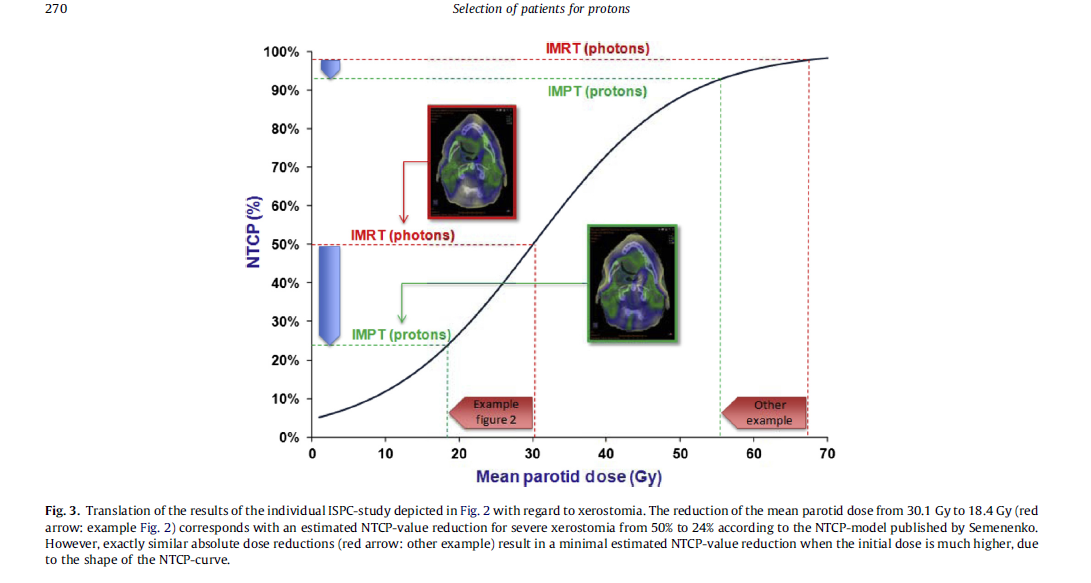 270
Selection of patients for protons
100%
90%
80%
70%
60%
50%
40%
30%
20%
10%
0%
NTCP (%)
IMRT (photons)
IMPT (protons)
IMRT (photons)
IMPT (protons)
Example
figure 2
Other
example
0 10 20 30 40 50 60 70
Mean parotid dose (Gy)
Fig. 3. Translation of the results of the individual ISPC-study depicted in Fig. 2 with regard to xerostomia. The reduction of the mean parotid dose from 30.1 Gy to 18.4 Gy (red
arrow: example Fig. 2) corresponds with an estimated NTCP-value reduction for severe xerostomia from 50% to 24% according to the NTCP-model published by Semenenko.
However, exactly similar absolute dose reductions (red arrow: other example) result in a minimal estimated NTCP-value reduction when the initial dose is much higher, due
to the shape of the NTCP-curve.